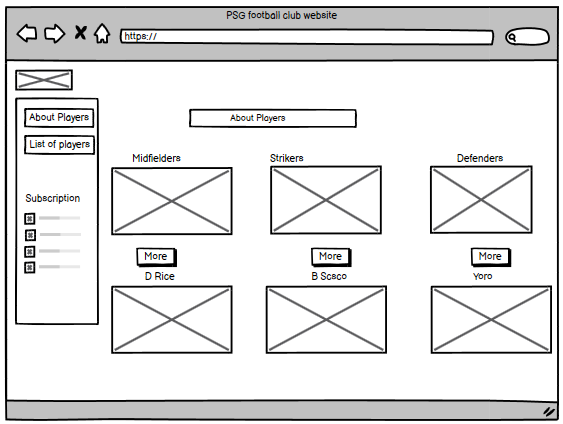 PSG football club website
https://
About Players
List of players
Subscription
About Players
Midfielders
Strikers
Defenders
More
More
More
D Rice
B Scsco
Yoro